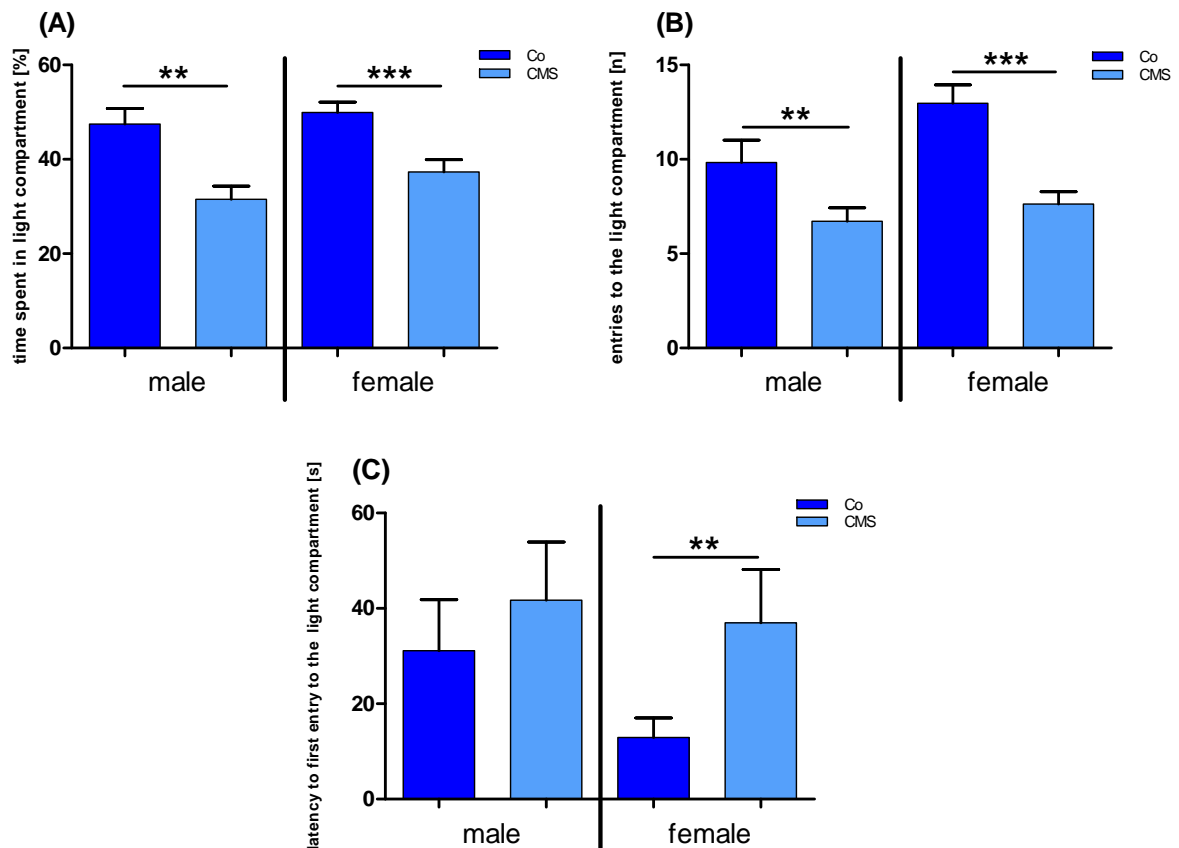 (A)
time spent in light compartment [%]
60
40
20
0
**
***
Co
CMS
male
female
(B)
entries to the light compartment [n]
15
10
5
0
**
***
Co
CMS
male
female
(C)
latency to first entry to the light compartment [s]
60
40
20
0
**
Co
CMS
male
female